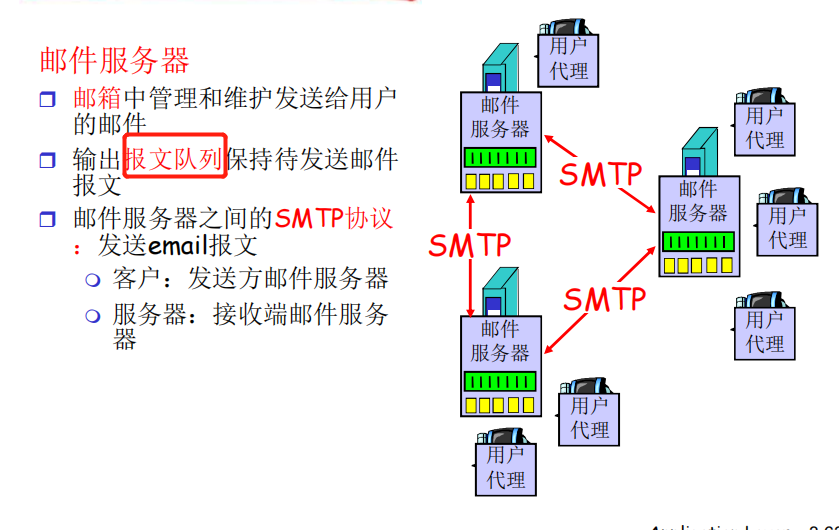 邮件服务器
邮箱中管理和维护发送给用户
的邮件
输出报文队列保持待发送邮件
报文
邮件服务器之间的SMTP协议
：发送email报文
客户：发送方邮件服务器
服务器：接收端邮件服务
器
用户
代理
邮件
服务器
用户
代理
SMTP
邮件
服务器
用户
代理
SMTP
SMTP
用户
代理
邮件
服务器
用户
代理
用户
代理